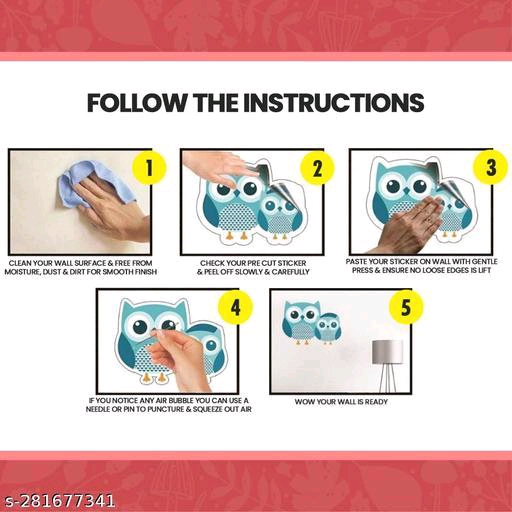 FOLLOW THE INSTRUCTIONS
1
CLEAN YOUR WALL SURFACE & FREE FROM
MOISTURE, DUST & DIRT FOR SMOOTH FINISH
2
CHECK YOUR PRE CUT STICKER
& PEEL OFF SLOWLY & CAREFULLY
3
PASTE YOUR STICKER ON WALL WITH GENTLE
PRESS & ENSURE NO LOOSE EDGES IS LIFT
4
IF YOU NOTICE ANY AIR BUBBLE YOU CAN USE A
NEEDLE OR PIN TO PUNCTURE & SQUEEZE OUT AIR
5
WOW YOUR WALL IS READY
s-281677341